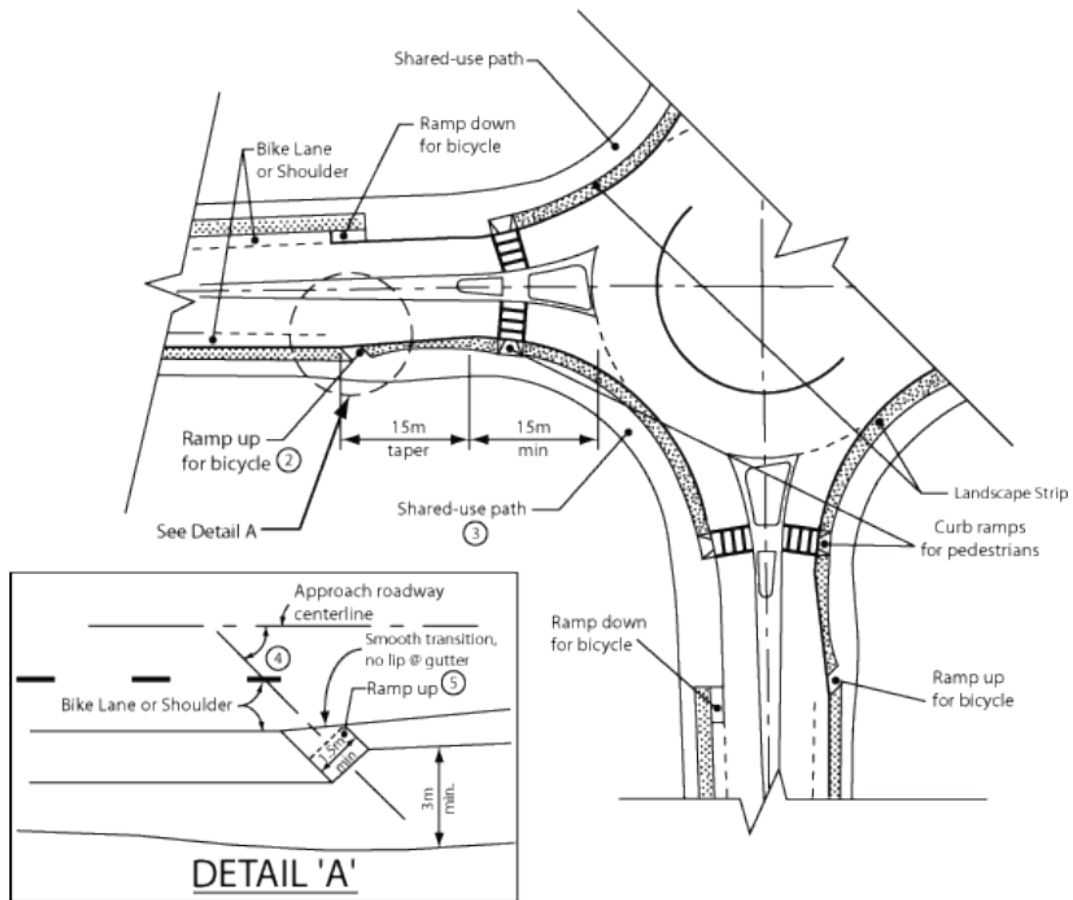 Shared-use path
Ramp down
for bicycle
Bike Lane
or Shoulder
Ramp up
for bicycle ②
15m
taper
15m
min
See Detail A
Shared-use path
③
Landscape Strip
Curb ramps
for pedestrians
Ramp down
for bicycle
Ramp up
for bicycle
Approach roadway
centerline
Smooth transition,
no lip @ gutter
④
Ramp up ⑤
Bike Lane or Shoulder
1.5m
min
3m
min.
DETAIL 'A'